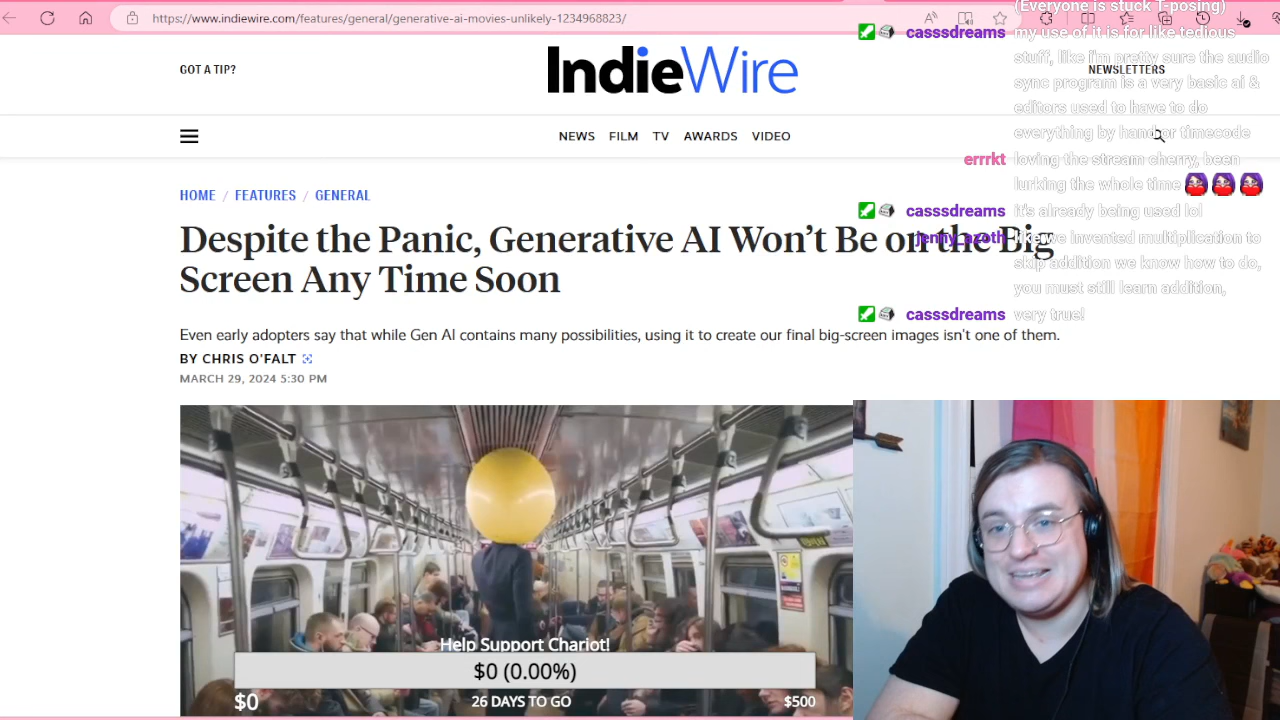 https://www.indiewire.com/features/general/generative-ai-movies-unlikely-1234968823/
GOT A TIP?
IndieWire
NEWSLETTERS
NEWS FILM TV AWARDS VIDEO
HOME / FEATURES / GENERAL
Despite the Panic, Generative AI Won't Be on the Big
Screen Any Time Soon
Even early adopters say that while Gen AI contains many possibilities, using it to create our final big-screen images isn't one of them.
BY CHRIS O'FALT
MARCH 29, 2024 5:30 PM
Help Support Chariot!
$0 (0.00%)
$0 26 DAYS TO GO $500
(Everyone is stuck T-posing)
casssdreams my use of it is for like tedious
stuff, like i'm pretty sure the audio
sync program is a very basic ai &
editors used to have to do
everything by hand or timecode
errrkt loving the stream cherry, been
lurking the whole time
casssdreams it's already being used lol
jenny_azoth like we invented multiplication to
skip addition we know how to do,
you must still learn addition,
casssdreams very true!